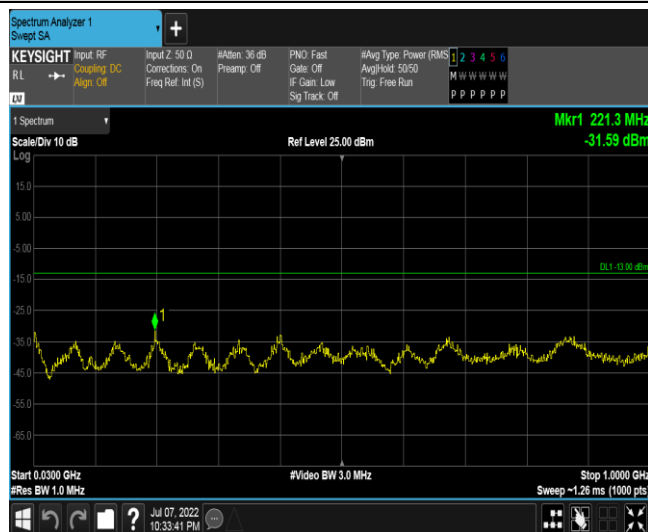 Spectrum Analyzer 1
Swept SA
+
KEYSIGHT
RL
Input: RF
Coupling: DC
Align: Off
Input Z: 50 Ω
Corrections: On
Freq Ref: Int (S)
#Atten: 36 dB
Preamp: Off
PNO: Fast
Gate: Off
IF Gain: Low
Sig Track: Off
#Avg Type: Power (RMS
Avg|Hold: 50/50
Trig: Free Run
1 2 3 4 5 6
M W W W W W
P P P P P P
LXI
1 Spectrum
Mkr1 221.3 MHz
Scale/Div 10 dB
Ref Level 25.00 dBm
-31.59 dBm
Log
15.0
5.00
-5.00
DL1 -13.00 dBm
-15.0
-25.0
1
-35.0
-45.0
-55.0
-65.0
Start 0.0300 GHz
#Video BW 3.0 MHz
Stop 1.0000 GHz
#Res BW 1.0 MHz
Sweep ~1.26 ms (1000 pts)
?
Jul 07, 2022
10:33:41 PM